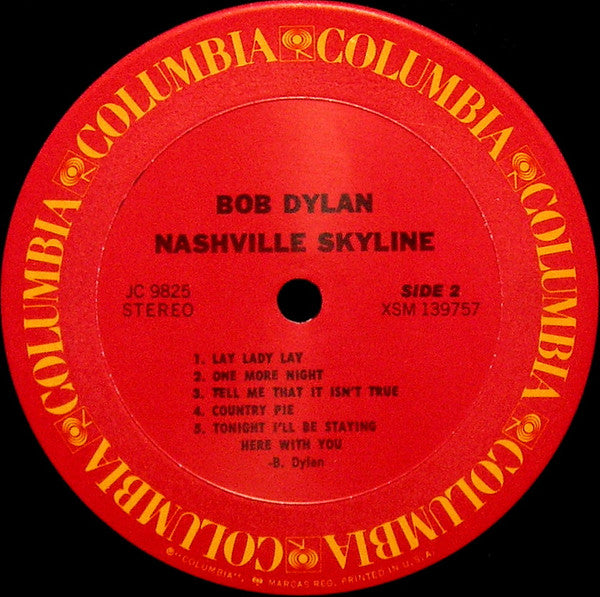 COLUMBIA COLUMBIA COLUMBIA COLUMBIA COLUMBIA COLUMBIA
BOB DYLAN
NASHVILLE SKYLINE
JC 9825 SIDE 2
STEREO XSM 139757
1. LAY LADY LAY
2. ONE MORE NIGHT
3. TELL ME THAT IT ISN'T TRUE
4. COUNTRY PIE
5. TONIGHT I'LL BE STAYING
HERE WITH YOU
-B. Dylan
℗ "COLUMBIA", MARCAS REG. PRINTED IN U.S.A.